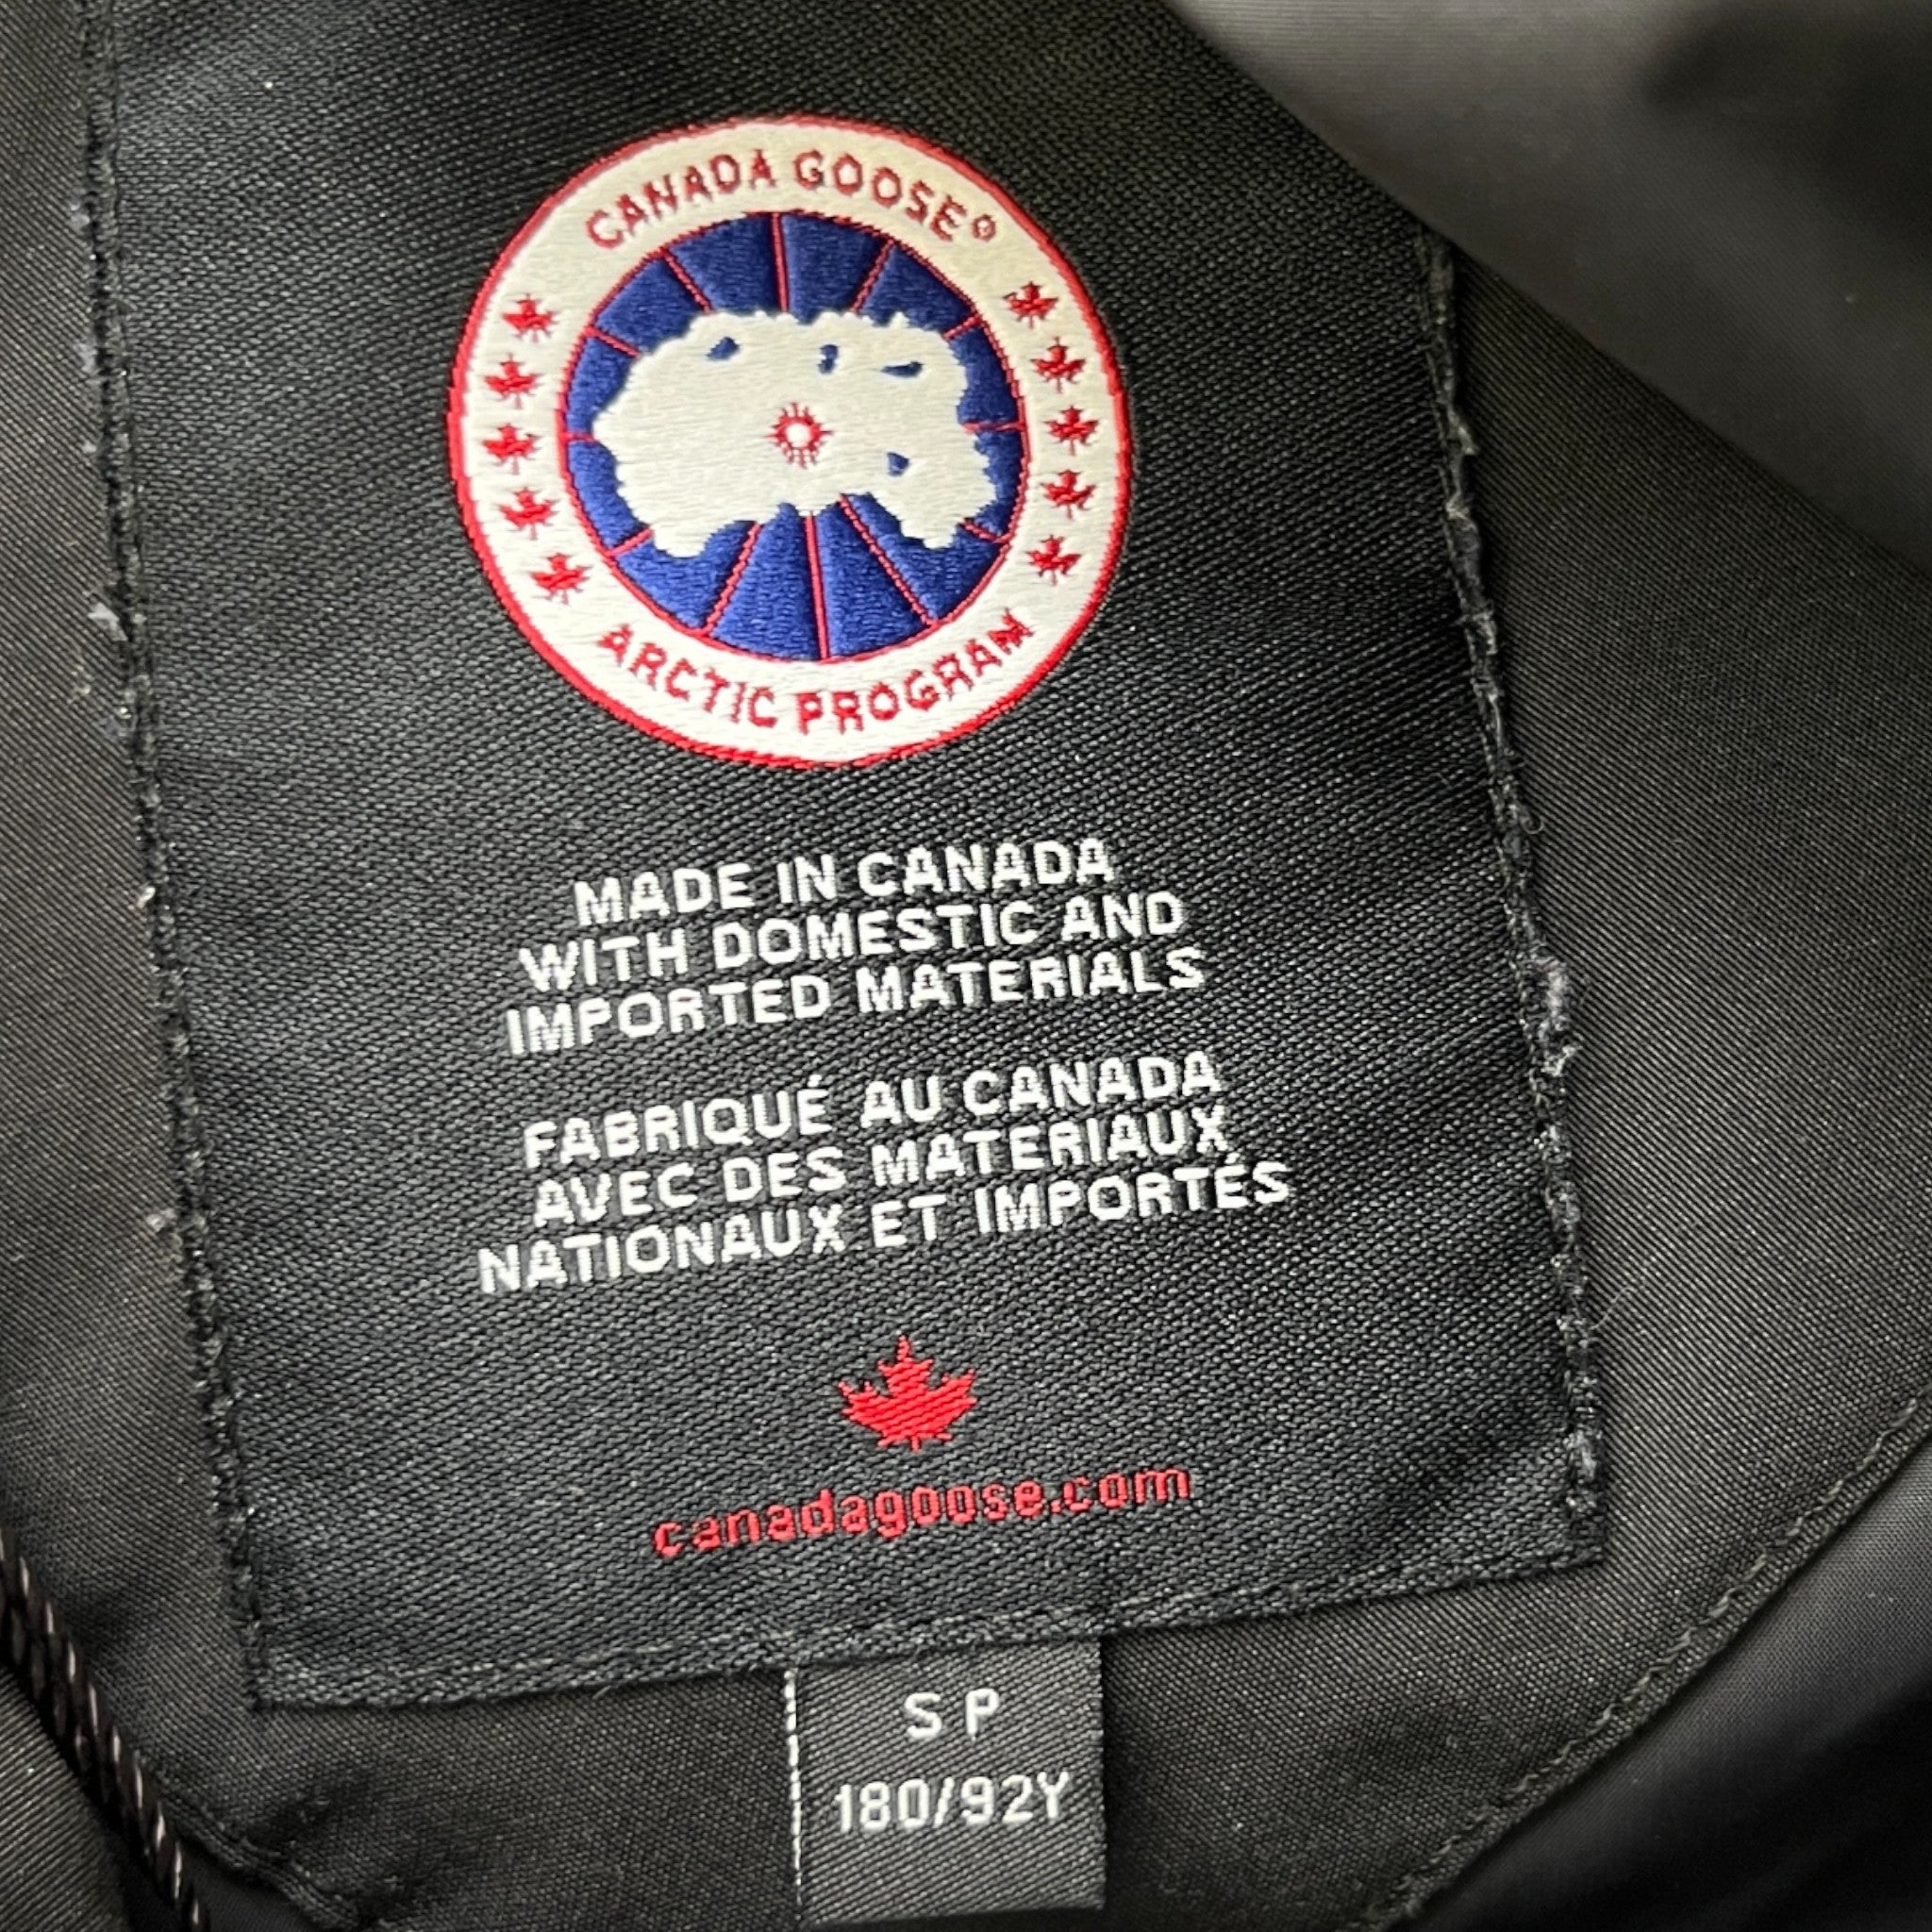 CANADA GOOSE®
ARCTIC PROGRAM
MADE IN CANADA
WITH DOMESTIC AND
IMPORTED MATERIALS
FABRIQUÉ AU CANADA
AVEC DES MATERIAUX
NATIONAUX ET IMPORTÉS
canadagoose.com
S P
180/92Y